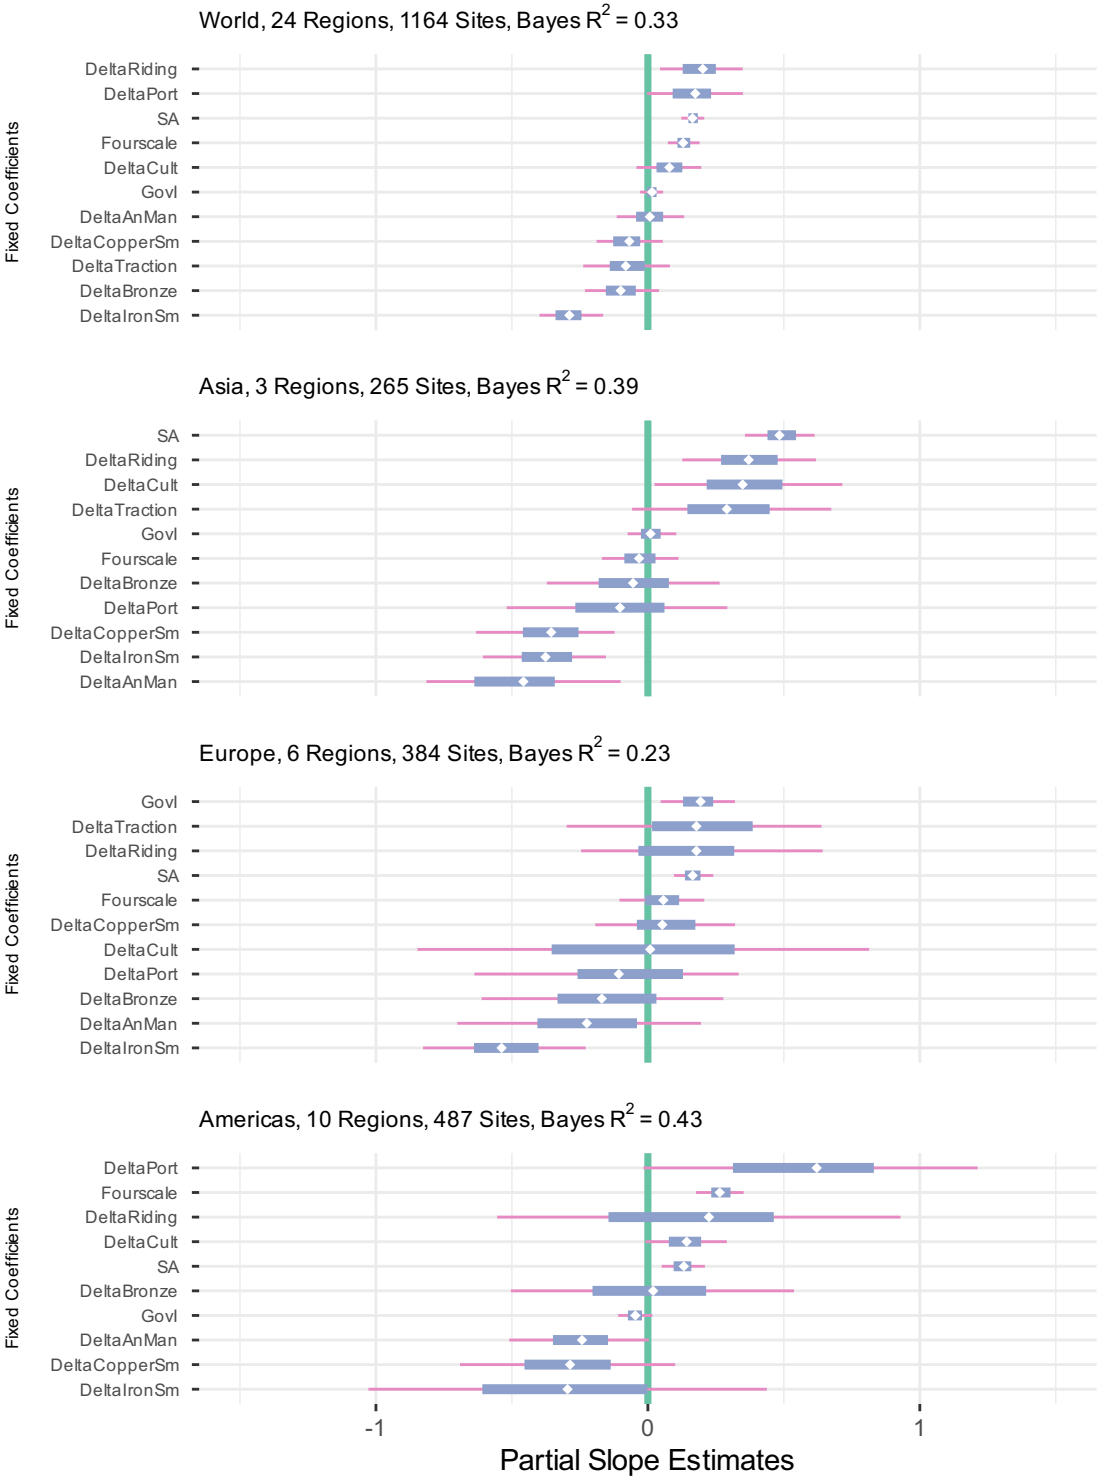 World, 24 Regions, 1164 Sites, Bayes R² = 0.33
Fixed Coefficients
DeltaRiding
DeltaPort
SA
Fourscale
DeltaCult
GovI
DeltaAnMan
DeltaCopperSm
DeltaTraction
DeltaBronze
DeltaIronSm
Asia, 3 Regions, 265 Sites, Bayes R² = 0.39
Fixed Coefficients
SA
DeltaRiding
DeltaCult
DeltaTraction
GovI
Fourscale
DeltaBronze
DeltaPort
DeltaCopperSm
DeltaIronSm
DeltaAnMan
Europe, 6 Regions, 384 Sites, Bayes R² = 0.23
Fixed Coefficients
GovI
DeltaTraction
DeltaRiding
SA
Fourscale
DeltaCopperSm
DeltaCult
DeltaPort
DeltaBronze
DeltaAnMan
DeltaIronSm
Americas, 10 Regions, 487 Sites, Bayes R² = 0.43
Fixed Coefficients
DeltaPort
Fourscale
DeltaRiding
DeltaCult
SA
DeltaBronze
GovI
DeltaAnMan
DeltaCopperSm
DeltaIronSm
-1 0 1
Partial Slope Estimates